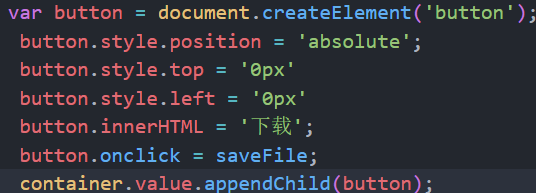 var button = document.createElement('button');
button.style.position = 'absolute';
button.style.top = '0px'
button.style.left = '0px'
button.innerHTML = '下载';
button.onclick = saveFile;
container.value.appendChild(button);